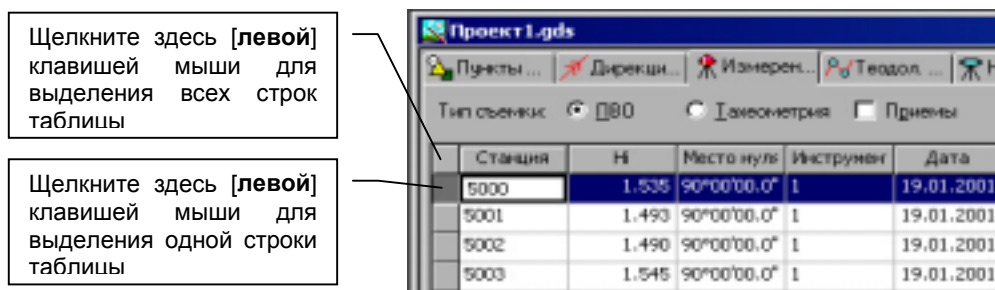 Щелкните здесь [левой]
клавишей мыши для
выделения всех строк
таблицы
Щелкните здесь [левой]
клавишей мыши для
выделения одной строки
таблицы
Проект1.gds
Пункты ... Дирекци... Измерен... Теодол. ... Н
Тип съемки: ПВО Тахеометрия Приемы
Станция Hi Место нуля Инструмен Дата
5000 1.535 90°00'00.0" 1 19.01.2001
5001 1.493 90°00'00.0" 1 19.01.2001
5002 1.490 90°00'00.0" 1 19.01.2001
5003 1.545 90°00'00.0" 1 19.01.2001